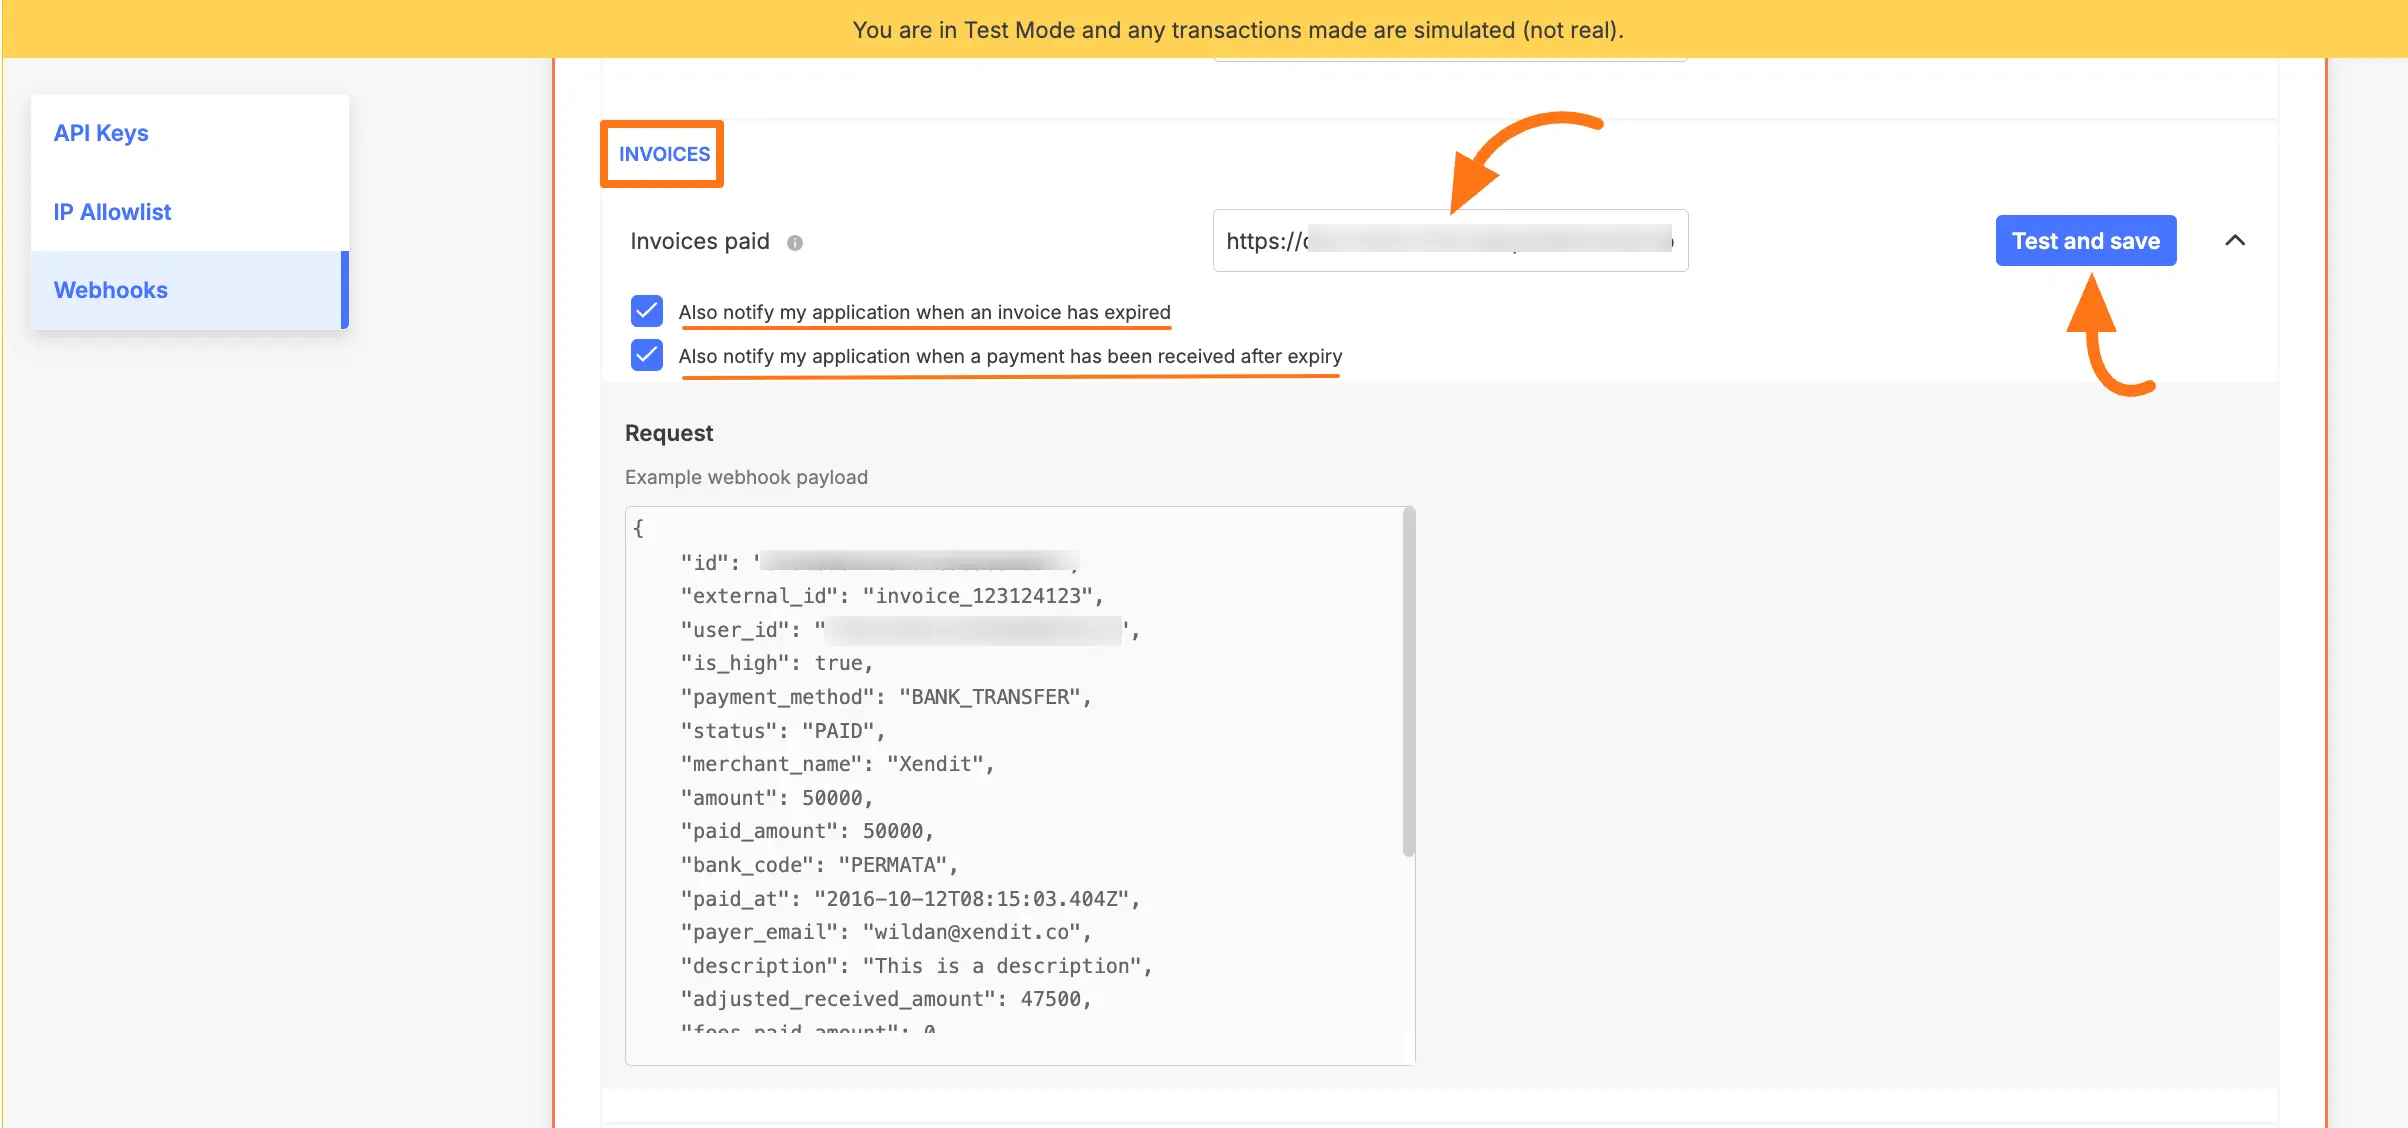 You are in Test Mode and any transactions made are simulated (not real).
API Keys
IP Allowlist
Webhooks
INVOICES
Invoices paid
https://
Test and save
Also notify my application when an invoice has expired
Also notify my application when a payment has been received after expiry
Request
Example webhook payload
{
"id": "
"external_id": "invoice_123124123",
"user_id": "",
"is_high": true,
"payment_method": "BANK_TRANSFER",
"status": "PAID",
"merchant_name": "Xendit",
"amount": 50000,
"paid_amount": 50000,
"bank_code": "PERMATA",
"paid_at": "2016-10-12T08:15:03.404Z",
"payer_email": "wildan@xendit.co",
"description": "This is a description",
"adjusted_received_amount": 47500,
"fees_paid_amount": 0